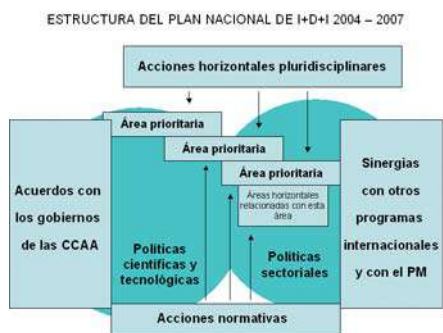 ESTRUCTURA DEL PLAN NACIONAL DE I+D+I 2004 – 2007
Acciones horizontales pluridisciplinares
Área prioritaria
Área prioritaria
Área prioritaria
Áreas horizontales
relacionadas con esta
área
Acuerdos con
los gobiernos
de las CCAA
Políticas
científicas y
tecnológicas
Políticas
sectoriales
Sinergias
con otros
programas
internacionales
y con el PM
Acciones normativas